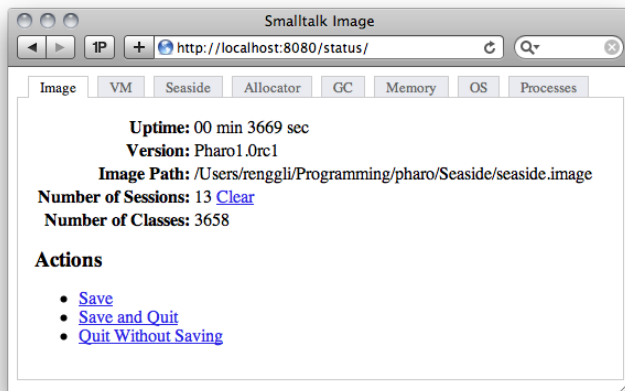 Smalltalk Image
1P + http://localhost:8080/status/
Image VM Seaside Allocator GC Memory OS Processes
Uptime: 00 min 3669 sec
Version: Pharo1.0rc1
Image Path: /Users/renggli/Programming/pharo/Seaside/seaside.image
Number of Sessions: 13 Clear
Number of Classes: 3658
Actions
• Save
• Save and Quit
• Quit Without Saving